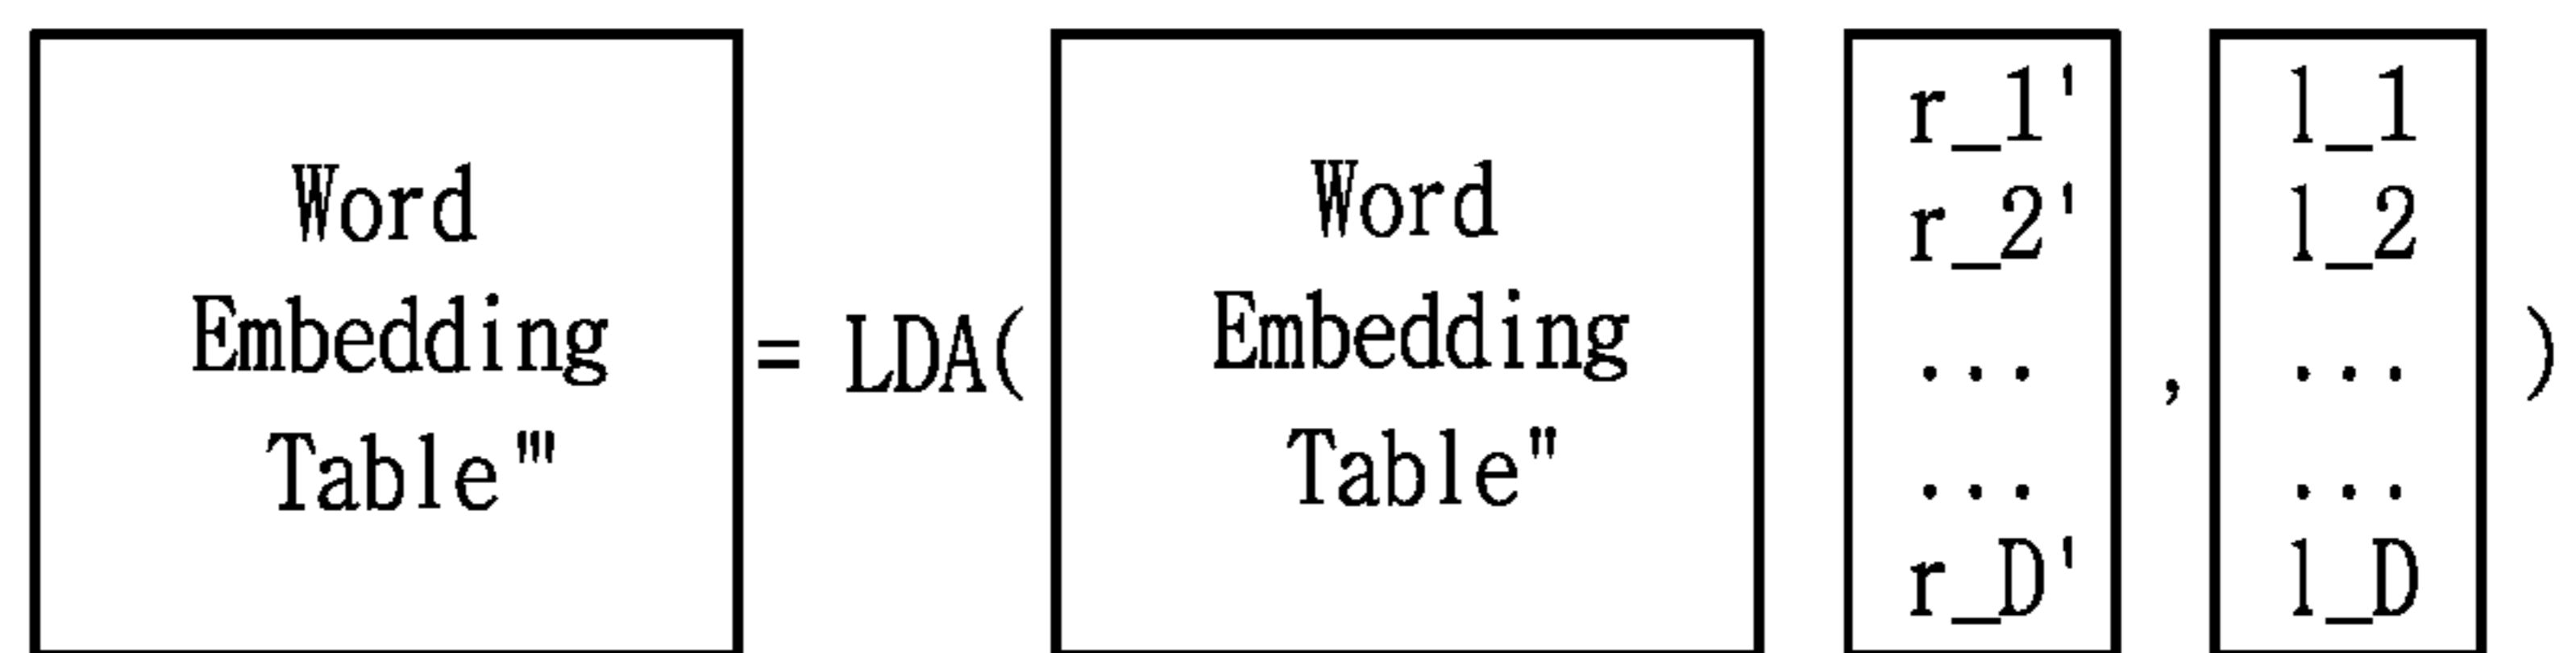 Word
Embedding
Table'''
= LDA(
Word
Embedding
Table"
r_1'
r_2'
...
...
r_D'
,
l_1
l_2
...
...
l_D
)